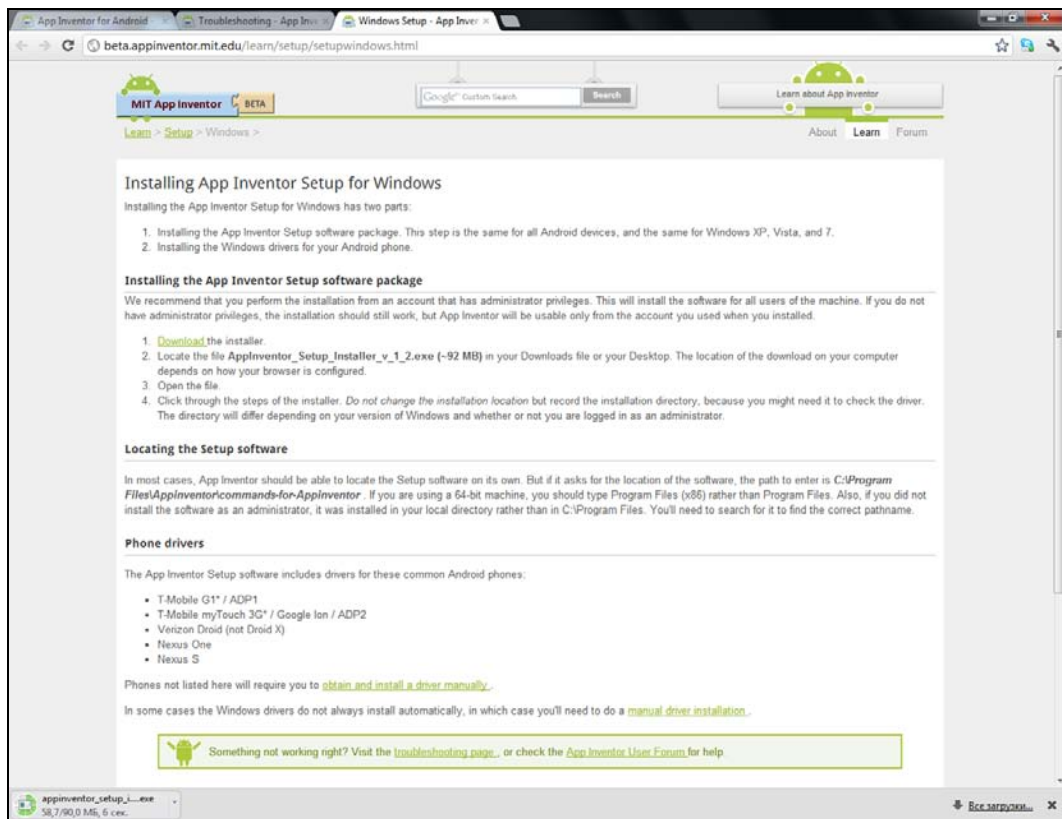 App Inventor for Android
Troubleshooting - App Inv
Windows Setup - App Inver
beta.appinventor.mit.edu/learn/setup/setupwindows.html
MIT App Inventor BETA
Google™ Custom Search
Search
Learn about App Inventor
Learn > Setup > Windows >
About Learn Forum
Installing App Inventor Setup for Windows
Installing the App Inventor Setup for Windows has two parts:
1. Installing the App Inventor Setup software package. This step is the same for all Android devices, and the same for Windows XP, Vista, and 7.
2. Installing the Windows drivers for your Android phone.
Installing the App Inventor Setup software package
We recommend that you perform the installation from an account that has administrator privileges. This will install the software for all users of the machine. If you do not
have administrator privileges, the installation should still work, but App Inventor will be usable only from the account you used when you installed.
1. Download the installer.
2. Locate the file AppInventor_Setup_Installer_v_1_2.exe (~92 MB) in your Downloads file or your Desktop. The location of the download on your computer
depends on how your browser is configured.
3. Open the file.
4. Click through the steps of the installer. Do not change the installation location but record the installation directory, because you might need it to check the driver.
The directory will differ depending on your version of Windows and whether or not you are logged in as an administrator.
Locating the Setup software
In most cases, App Inventor should be able to locate the Setup software on its own. But if it asks for the location of the software, the path to enter is C:\Program
Files\Appinventor\commands-for-Appinventor . If you are using a 64-bit machine, you should type Program Files (x86) rather than Program Files. Also, if you did not
install the software as an administrator, it was installed in your local directory rather than in C:\Program Files. You'll need to search for it to find the correct pathname.
Phone drivers
The App Inventor Setup software includes drivers for these common Android phones:
• T-Mobile G1* / ADP1
• T-Mobile myTouch 3G* / Google Ion / ADP2
• Verizon Droid (not Droid X)
• Nexus One
• Nexus S
Phones not listed here will require you to obtain and install a driver manually .
In some cases the Windows drivers do not always install automatically, in which case you'll need to do a manual driver installation .
Something not working right? Visit the troubleshooting page , or check the App Inventor User Forum for help.
appinventor_setup_i....exe
58,7/90,0 МБ, 6 сек.
Все загрузки...